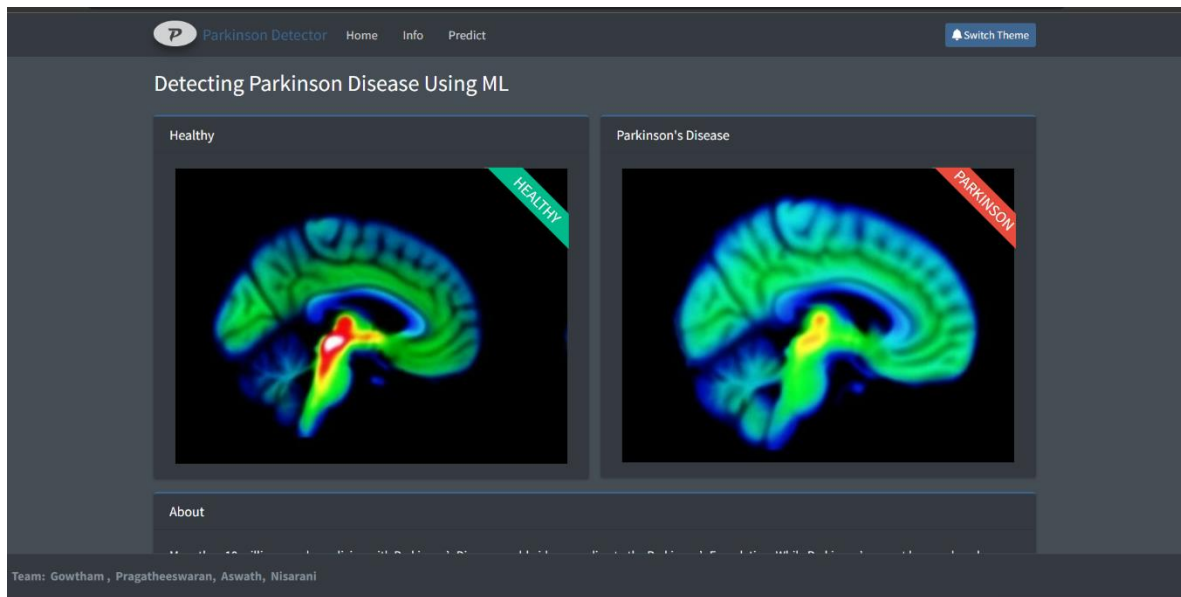 P Parkinson Detector Home Info Predict Switch Theme
Detecting Parkinson Disease Using ML
Healthy
Parkinson's Disease
HEALTHY
PARKINSON
About
Team: Gowtham , Pragatheeswaran, Aswath, Nisarani